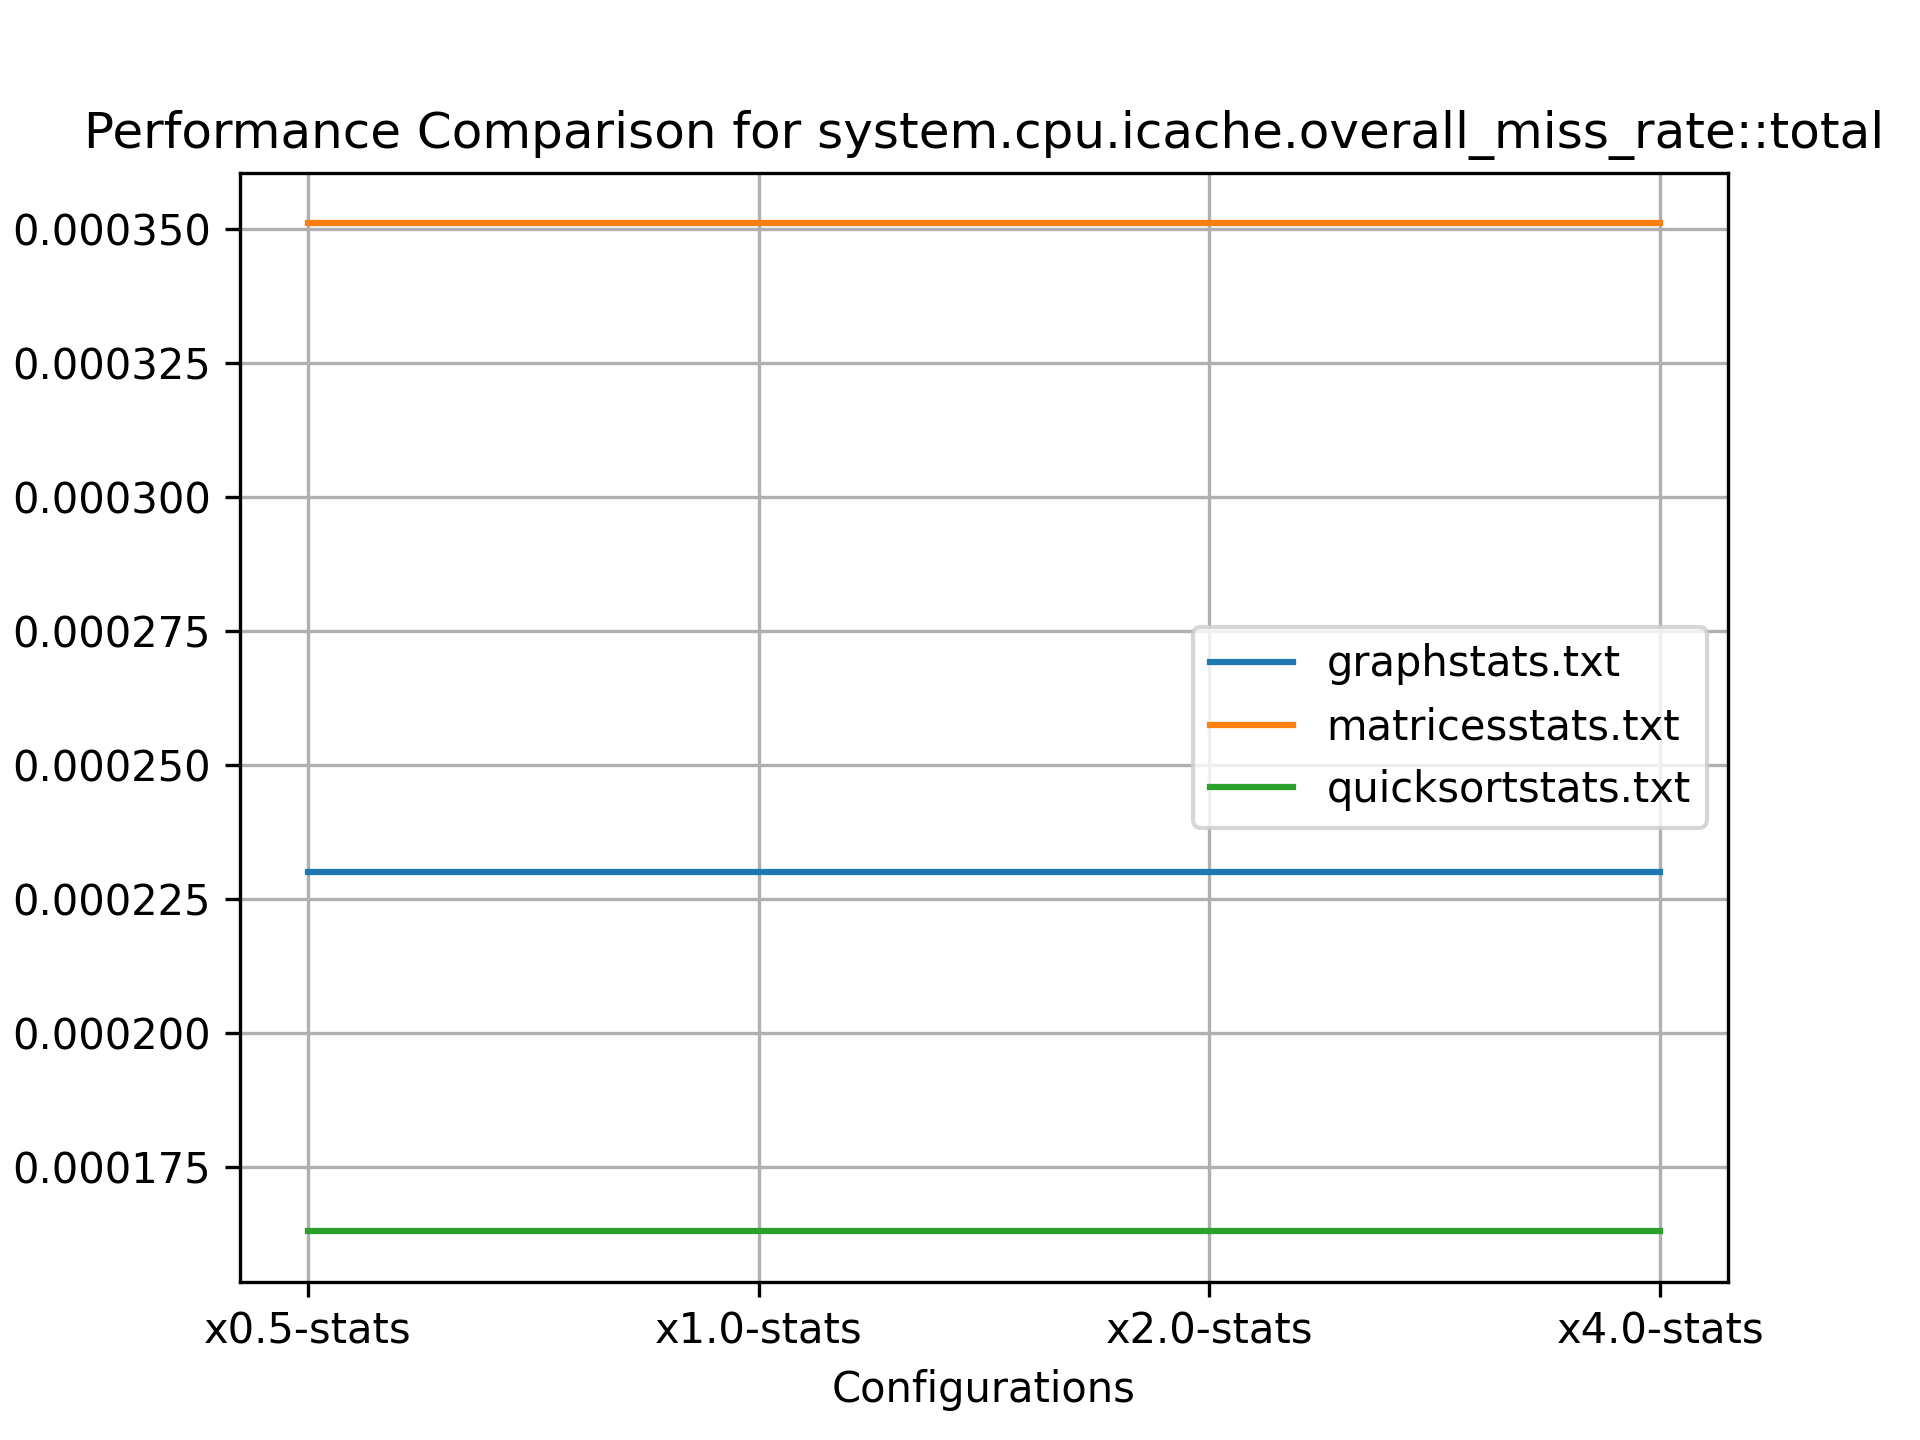 Performance Comparison for system.cpu.icache.overall_miss_rate::total
0.000350
0.000325
0.000300
0.000275
0.000250
0.000225
0.000200
0.000175
graphstats.txt
matricesstats.txt
quicksortstats.txt
x0.5-stats x1.0-stats x2.0-stats x4.0-stats
Configurations